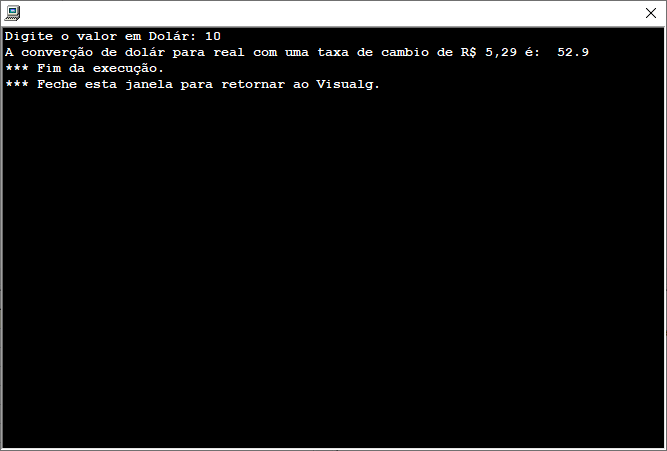 Digite o valor em Dolár: 10
A converção de dolár para real com uma taxa de cambio de R$ 5,29 é:  52.9
*** Fim da execução.
*** Feche esta janela para retornar ao Visualg.